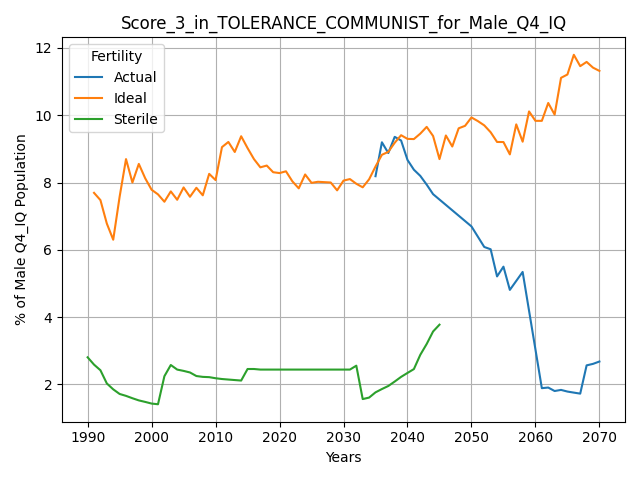 Score_3_in_TOLERANCE_COMMUNIST_for_Male_Q4_IQ
Fertility
Actual
Ideal
Sterile
% of Male Q4_IQ Population
12
10
8
6
4
2
1990 2000 2010 2020 2030 2040 2050 2060 2070
Years